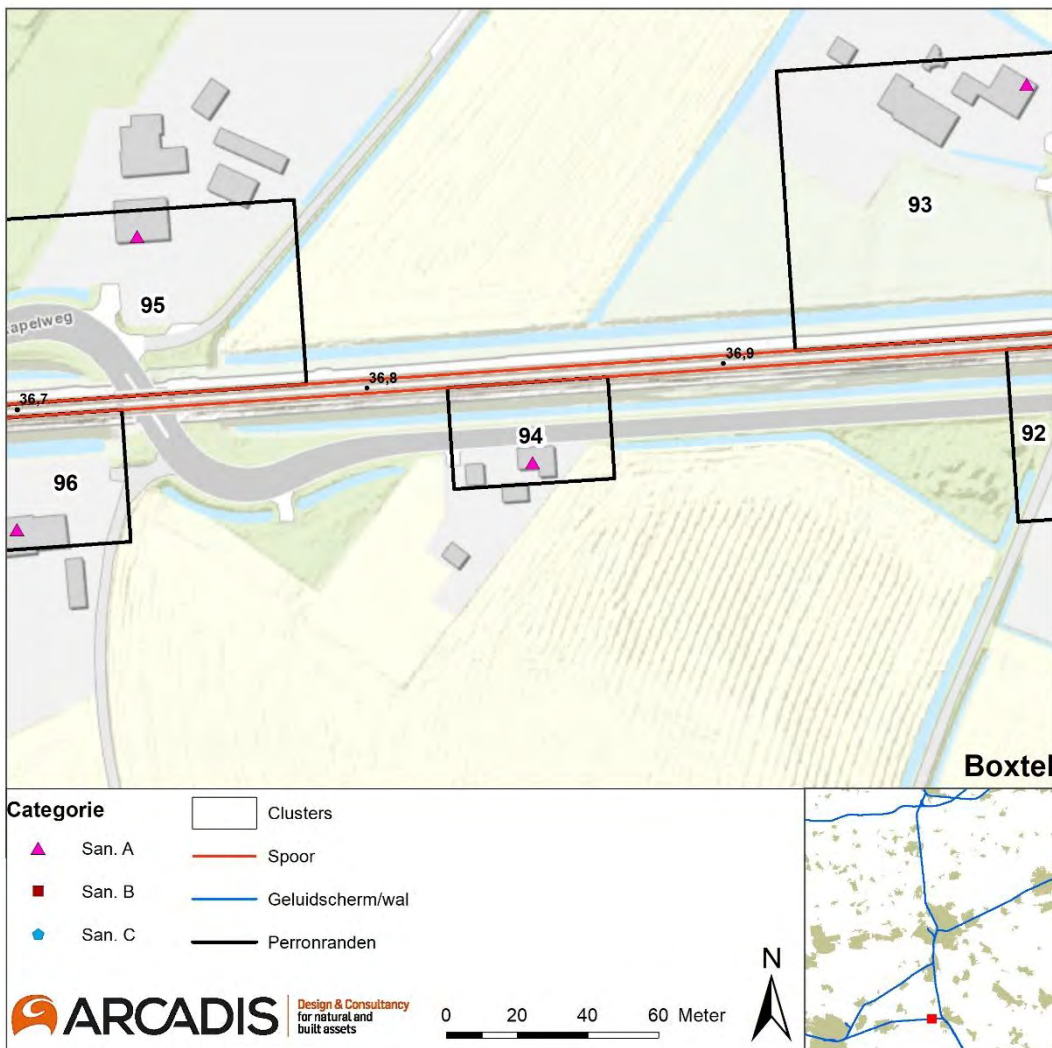 93
95
apelweg
36,9
36,8
36,7
94
92
96
Boxtel
Categorie
San. A
San. B
San. C
Clusters
Spoor
Geluidscherm/wal
Perronranden
ARCADIS
Design & Consultancy
for natural and
built assets
0 20 40 60 Meter
N